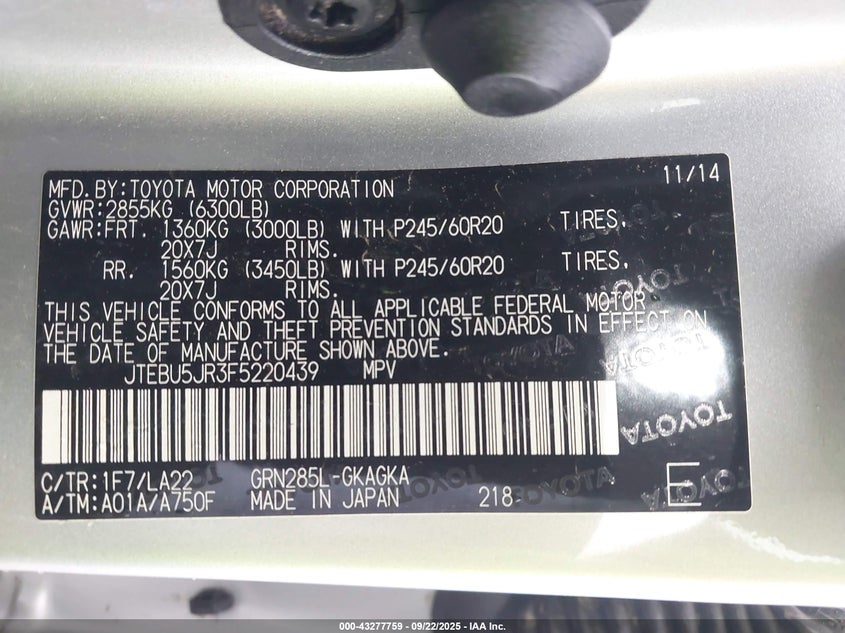 MFD.BY:TOYOTA MOTOR CORPORATION 11/14
GVWR:2855KG (6300LB)
GAWR:FRT. 1360KG (3000LB) WITH P245/60R20 TIRES,
20X7J RIMS.
RR. 1560KG (3450LB) WITH P245/60R20 TIRES,
20X7J RIMS.
THIS VEHICLE CONFORMS TO ALL APPLICABLE FEDERAL MOTOR
VEHICLE SAFETY AND THEFT PREVENTION STANDARDS IN EFFECT ON
THE DATE OF MANUFACTURE SHOWN ABOVE.
JTEBU5JR3F5220439 MPV
TOYOTA
TOYOTA
TOYOTA
C/TR:1F7/LA22 GRN285L-GKAGKA
A/TM:A01A/A750F MADE IN JAPAN 218 E
000-43277759 - 09/22/2025 - IAA Inc.